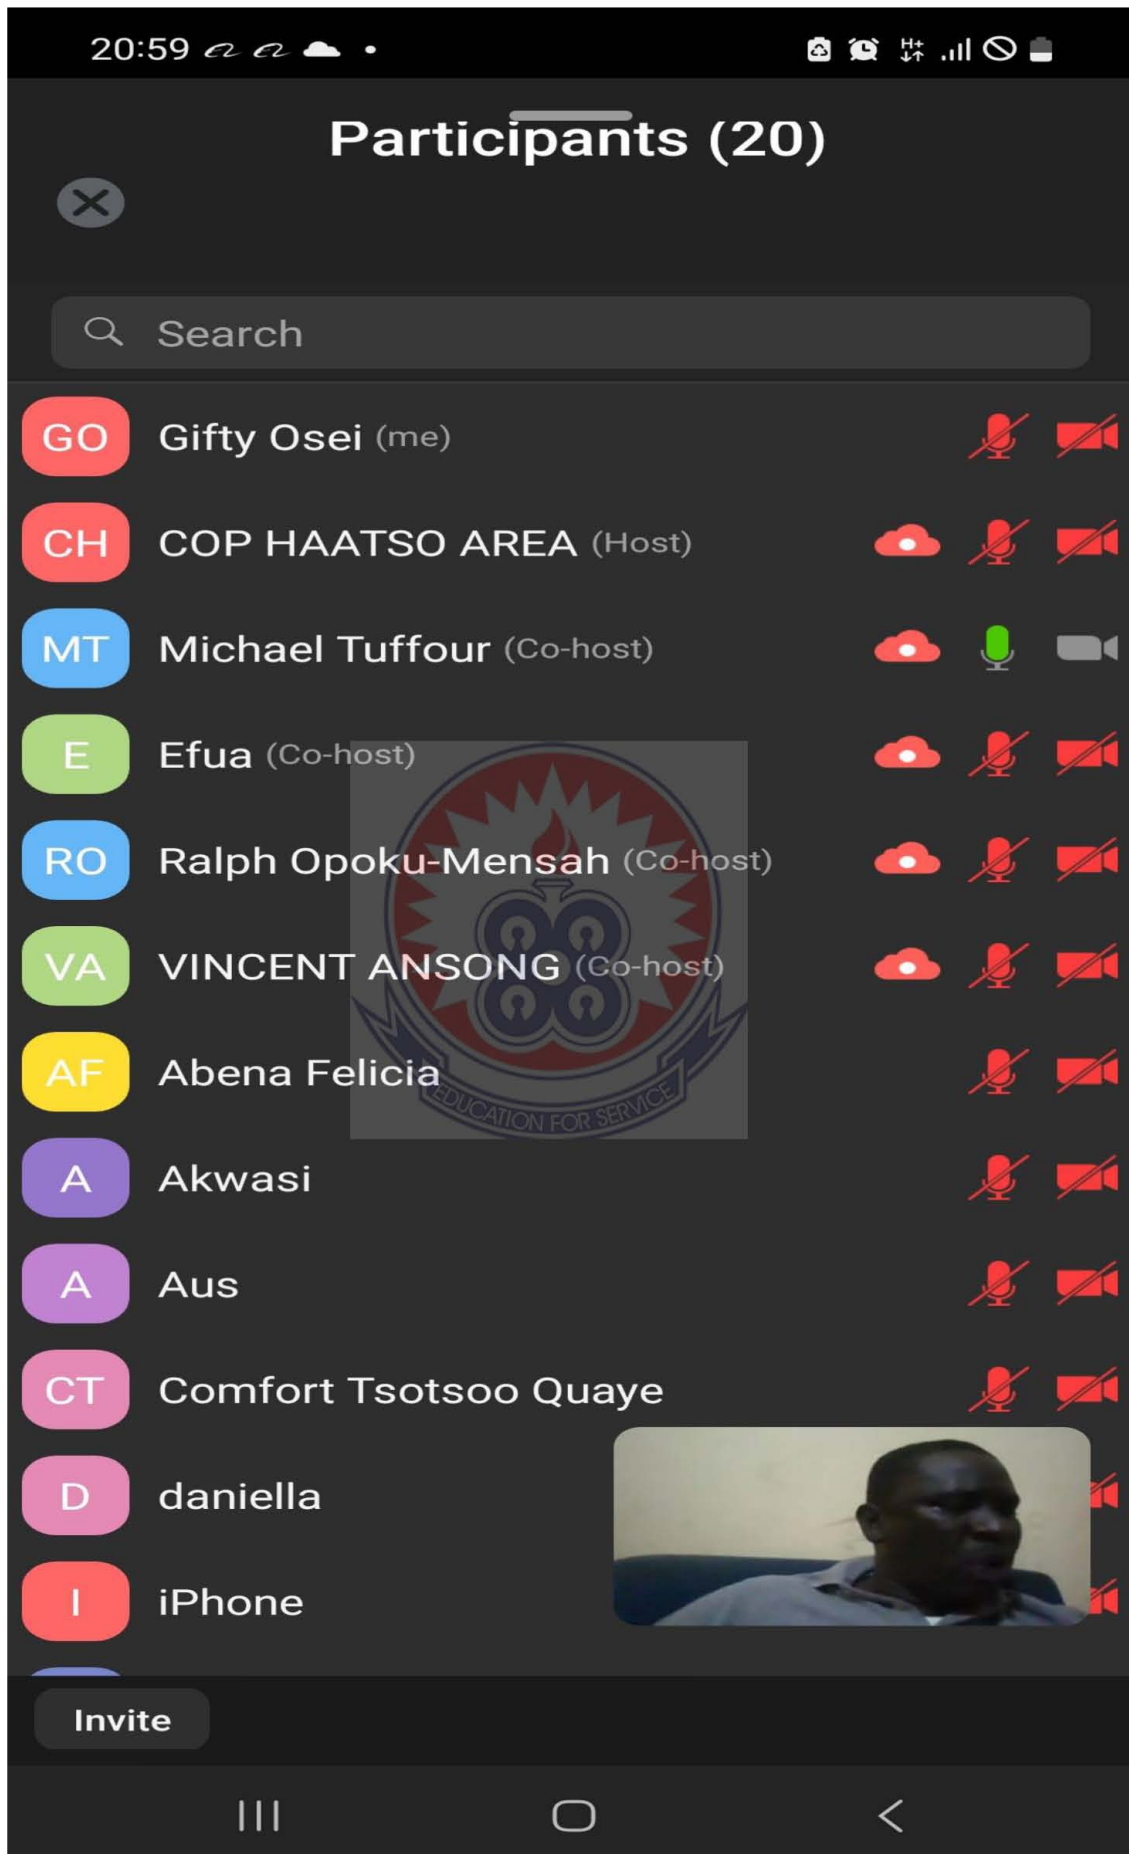 20:59
H+
Participants (20)
Search
GO Gifty Osei (me)
CH COP HAATSO AREA (Host)
MT Michael Tuffour (Co-host)
E Efua (Co-host)
RO Ralph Opoku-Mensah (Co-host)
VA VINCENT ANSONG (Co-host)
AF Abena Felicia
EDUCATION FOR SERVICE
A Akwasi
A Aus
CT Comfort Tsotsoo Quaye
D daniella
I iPhone
Invite